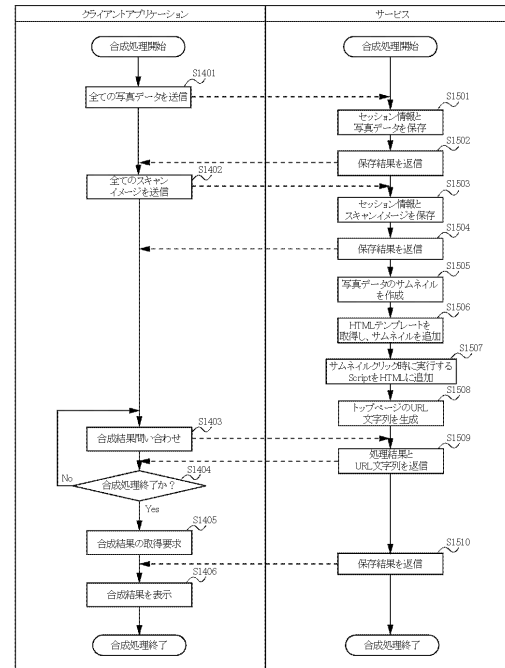 クライアントアプリケーション
サービス
合成処理開始
S1401
全ての写真データを送信
S1402
全てのスキャン
イメージを送信
S1403
合成結果問い合わせ
S1404
合成処理終了か？
No
Yes
S1405
合成結果の取得要求
S1406
合成結果を表示
合成処理終了
合成処理開始
S1501
セッション情報と
写真データを保存
S1502
保存結果を返信
S1503
セッション情報と
スキャンイメージを保存
S1504
保存結果を返信
S1505
写真データのサムネイル
を作成
S1506
HTMLテンプレートを
取得し、サムネイルを追加
S1507
サムネイルクリック時に実行する
ScriptをHTMLに追加
S1508
トップページのURL
文字列を生成
S1509
処理結果と
URL文字列を返信
S1510
保存結果を返信
合成処理終了